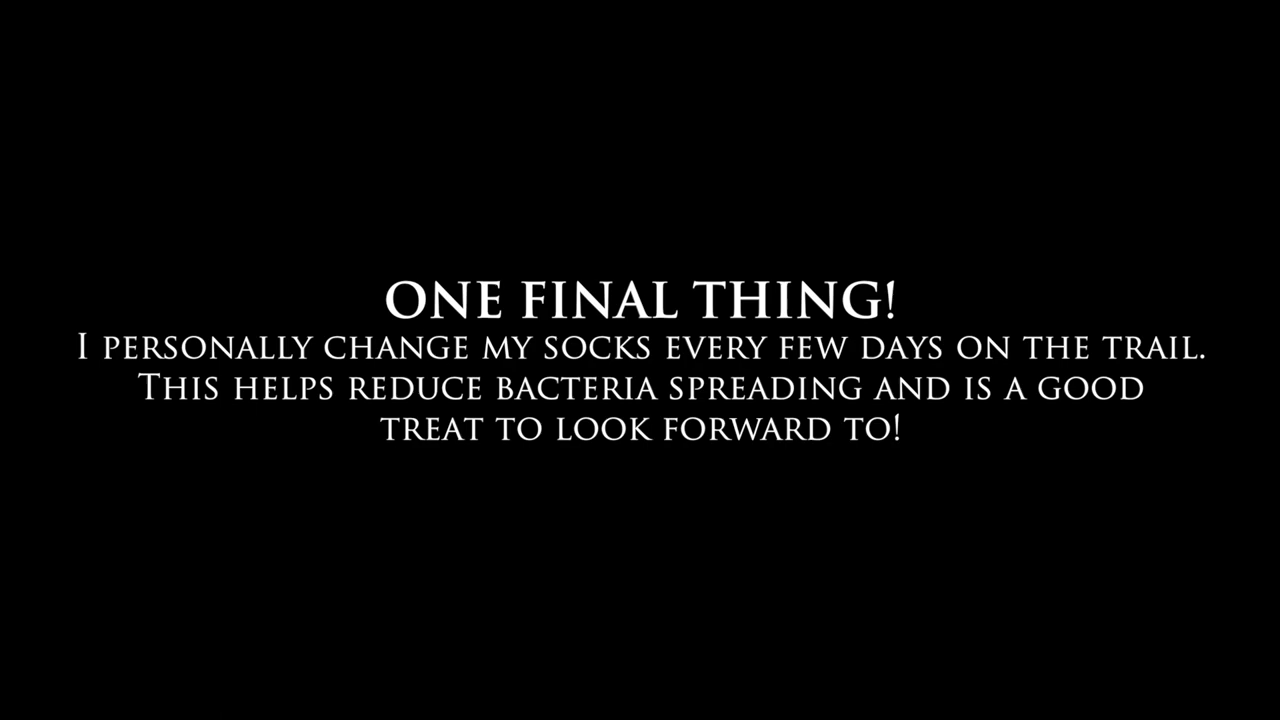 ONE FINAL THING!
I PERSONALLY CHANGE MY SOCKS EVERY FEW DAYS ON THE TRAIL.
THIS HELPS REDUCE BACTERIA SPREADING AND IS A GOOD
TREAT TO LOOK FORWARD TO!